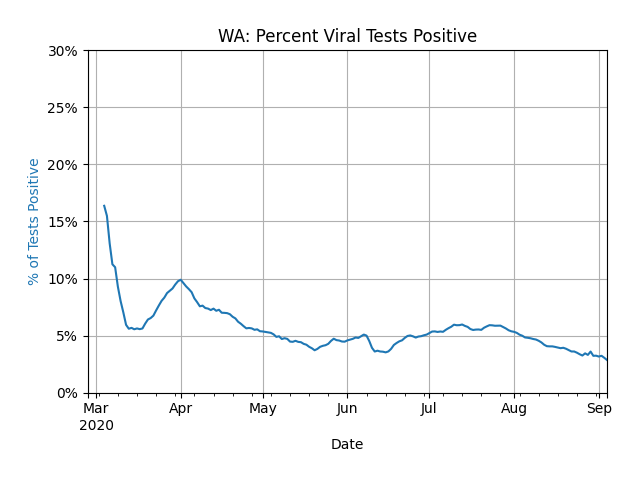 WA: Percent Viral Tests Positive
30%
25%
20%
15%
10%
5%
0%
% of Tests Positive
Mar Apr May Jun Jul Aug Sep
2020
Date